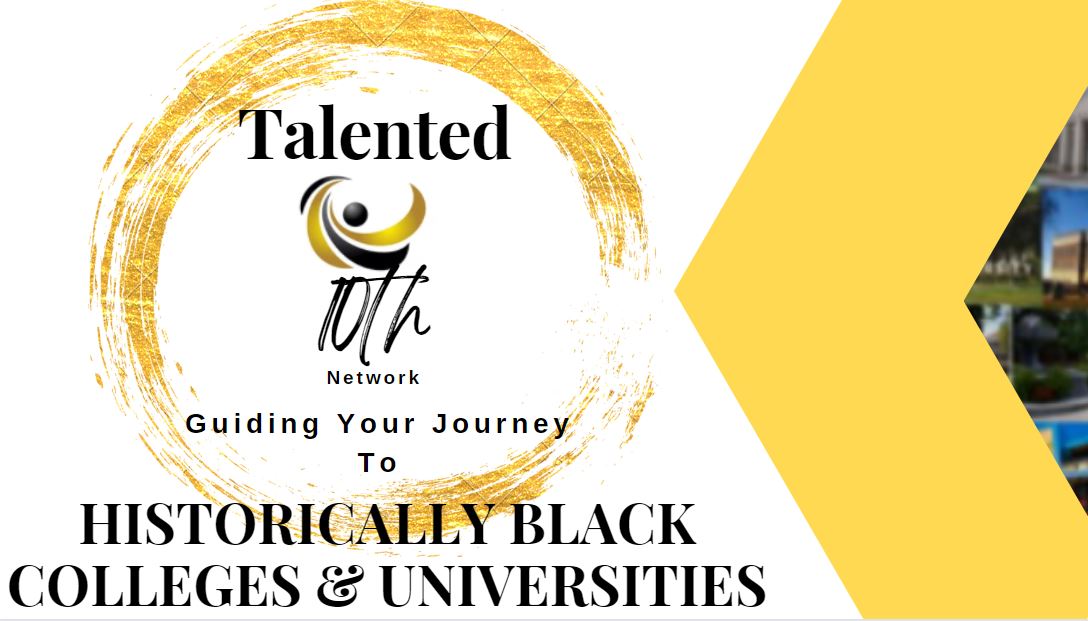 Talented
10th
Network
Guiding Your Journey
To
HISTORICALLY BLACK
COLLEGES & UNIVERSITIES